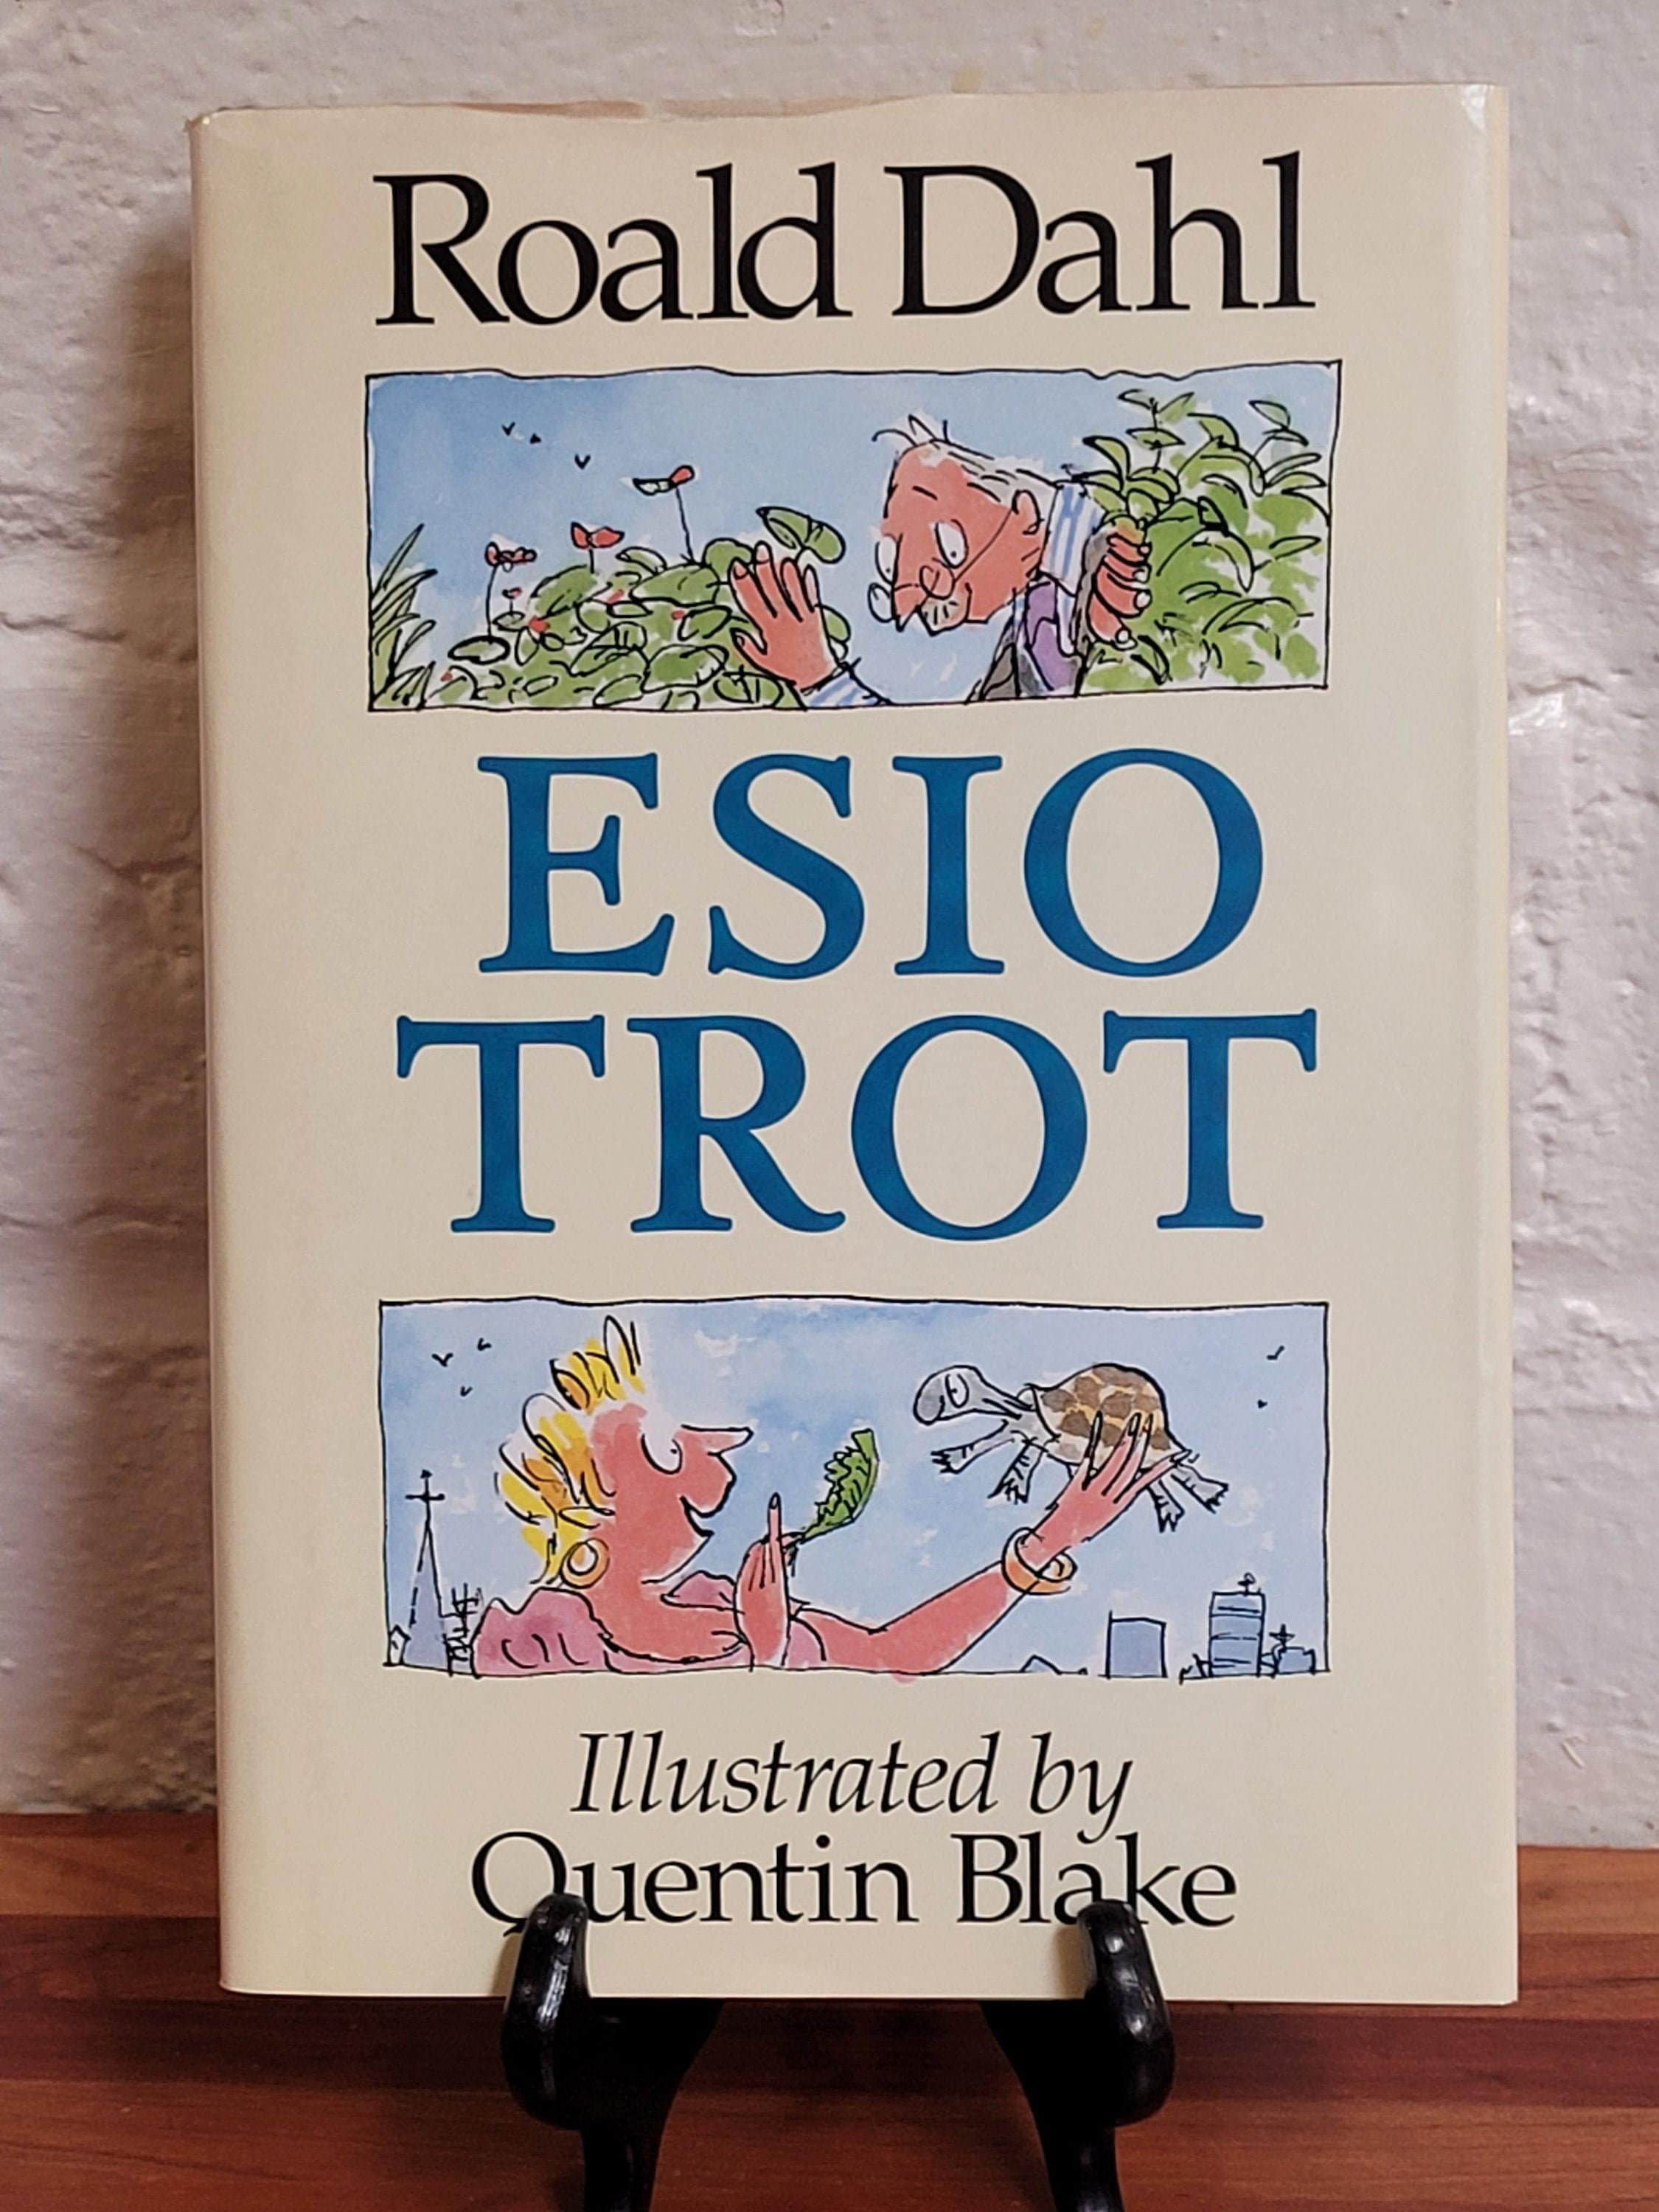 Roald Dahl
ESIO
TROT
Illustrated by
Quentin Blake